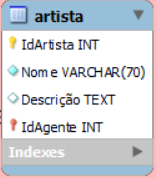 artista
IdArtista INT
Nome VARCHAR(70)
Descrição TEXT
IdAgente INT
Indexes